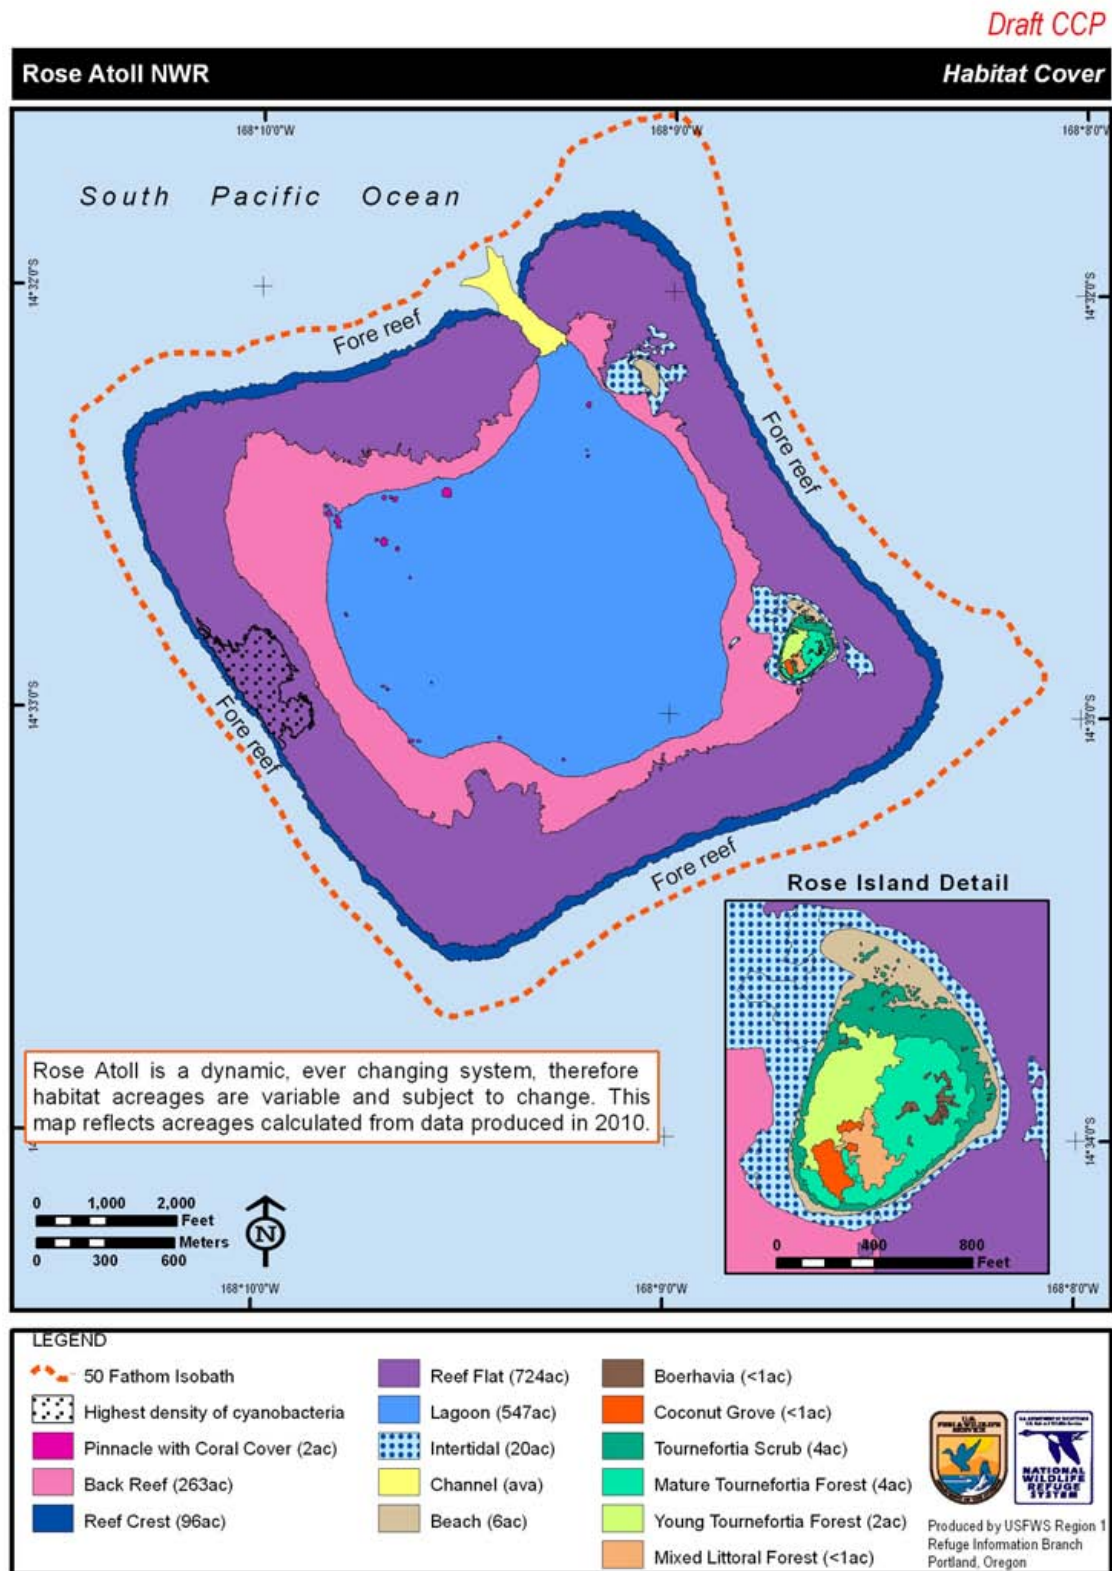 Draft CCP
Rose Atoll NWR
Habitat Cover
168°10'0"W
168°9'0"W
168°8'0"W
South Pacific Ocean
14°32'0"S
14°32'0"S
Fore reef
Fore reef
14°33'0"S
14°33'0"S
Fore reef
Fore reef
Rose Island Detail
Rose Atoll is a dynamic, ever changing system, therefore
habitat acreages are variable and subject to change. This
map reflects acreages calculated from data produced in 2010.
14°34'0"S
0 1,000 2,000
Feet
Meters
0 300 600
N
0 400 800
Feet
168°10'0"W
168°9'0"W
168°8'0"W
LEGEND
50 Fathom Isobath
Highest density of cyanobacteria
Pinnacle with Coral Cover (2ac)
Back Reef (263ac)
Reef Crest (96ac)
Reef Flat (724ac)
Lagoon (547ac)
Intertidal (20ac)
Channel (ava)
Beach (6ac)
Boerhavia (<1ac)
Coconut Grove (<1ac)
Tournefortia Scrub (4ac)
Mature Tournefortia Forest (4ac)
Young Tournefortia Forest (2ac)
Mixed Littoral Forest (<1ac)
U.S.
FISH & WILDLIFE
SERVICE
NATIONAL
WILDLIFE
REFUGE
SYSTEM
Produced by USFWS Region 1
Refuge Information Branch
Portland, Oregon